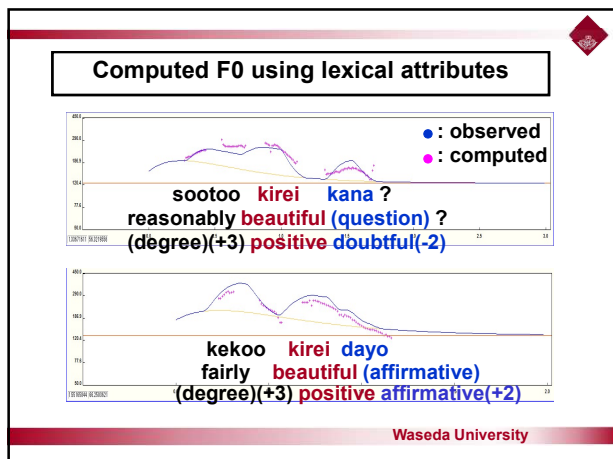 Computed F0 using lexical attributes
: observed
: computed
sootoo kirei kana ?
reasonably beautiful (question) ?
(degree)(+3) positive doubtful(-2)
kekoo kirei dayo
fairly beautiful (affirmative)
(degree)(+3) positive affirmative(+2)
Waseda University